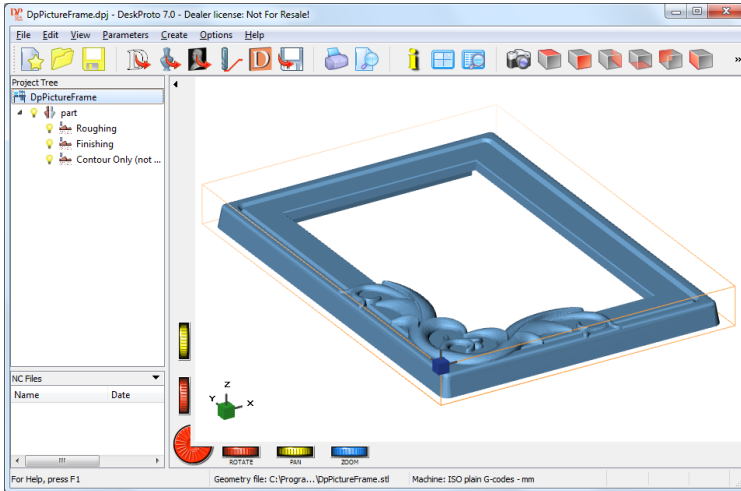 DpPictureFrame.dpj - DeskProto 7.0 - Dealer license: Not For Resale!
File Edit View Parameters Create Options Help
Project Tree
DpPictureFrame
part
Roughing
Finishing
Contour Only (not ...
NC Files
Name Date
Z
Y
X
ROTATE PAN ZOOM
For Help, press F1 Geometry file: C:\Progra...\DpPictureFrame.stl Machine: ISO plain G-codes - mm